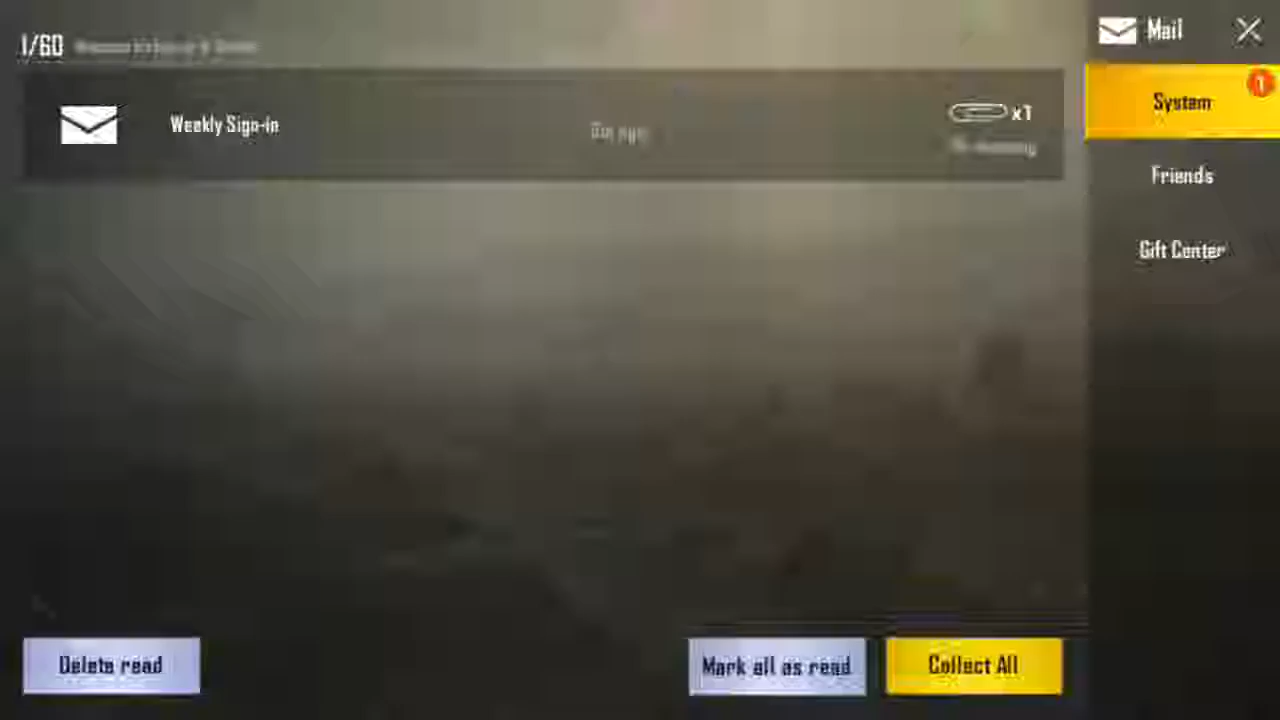 1/60
Mail
Weekly Sign-in
x1
System
1
Friends
Gift Center
Delete read
Mark all as read
Collect All